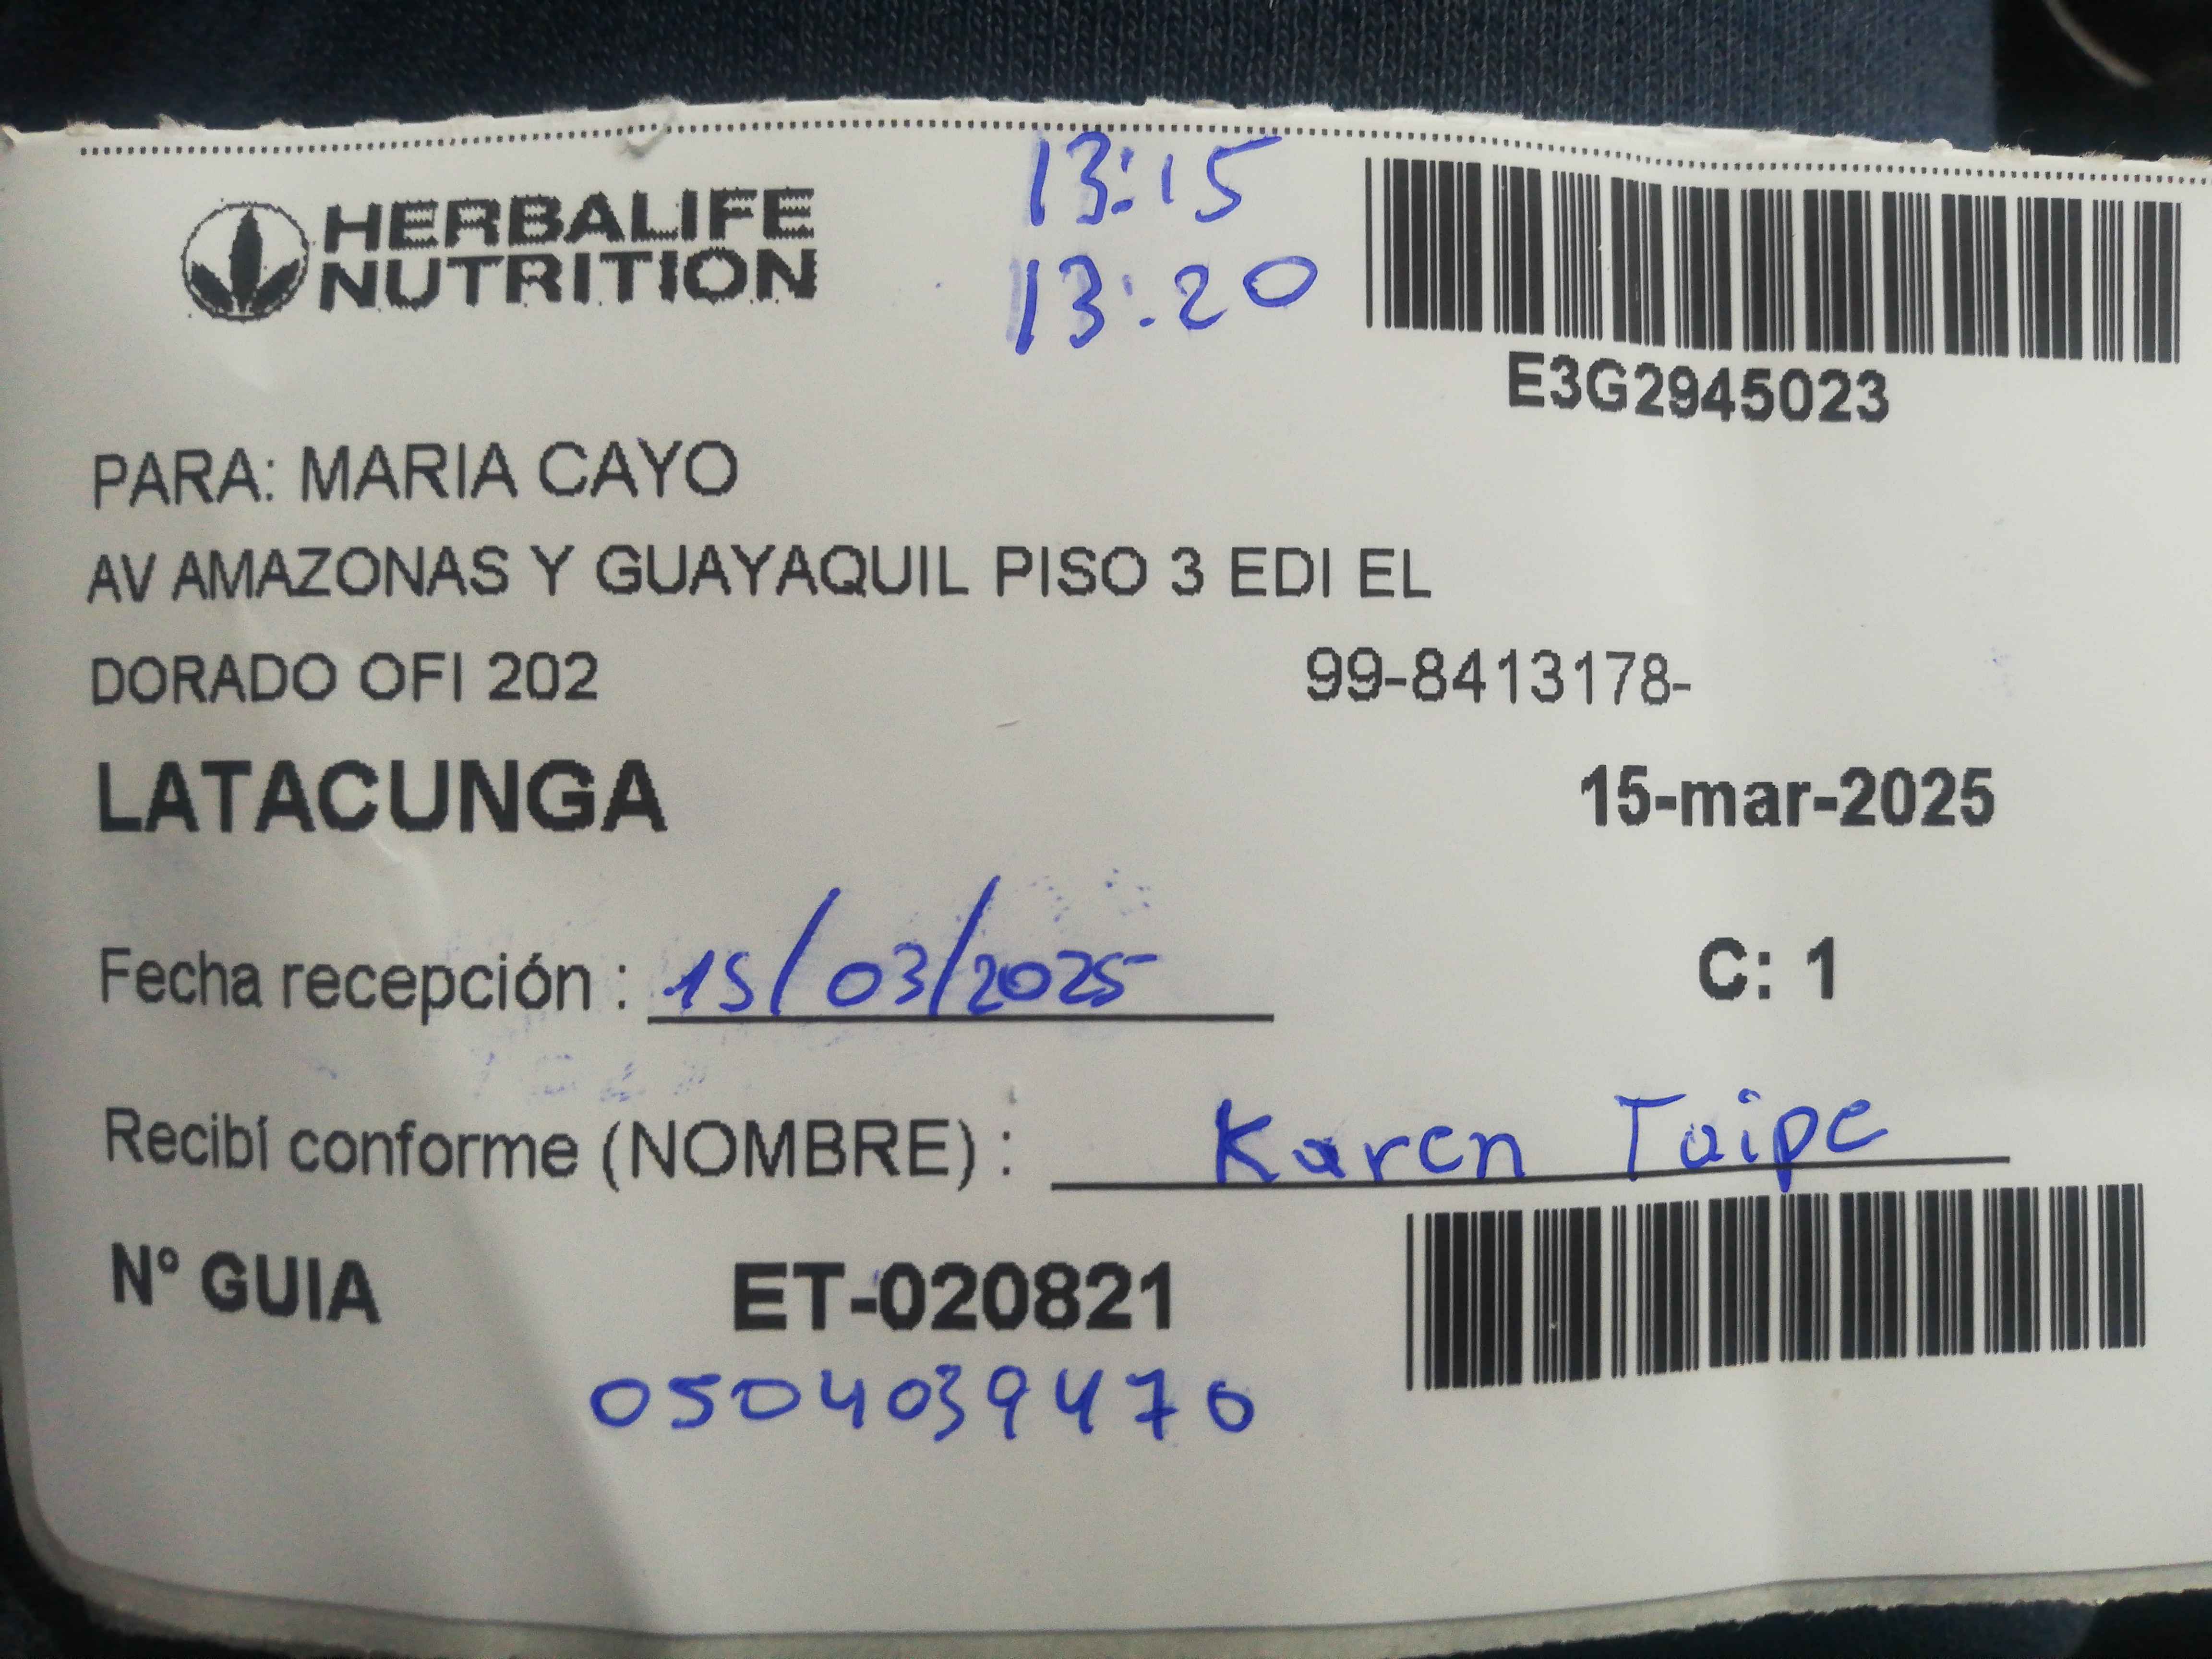 HERBALIFE
NUTRITION
13:15
13:20
E3G2945023
PARA: MARIA CAYO
AV AMAZONAS Y GUAYAQUIL PISO 3 EDI EL
DORADO OFI 202 99-8413178-
LATACUNGA 15-mar-2025
Fecha recepción : 15/03/2025 C: 1
Recibí conforme (NOMBRE) : Karen Taipe
N° GUIA ET-020821
0504039470